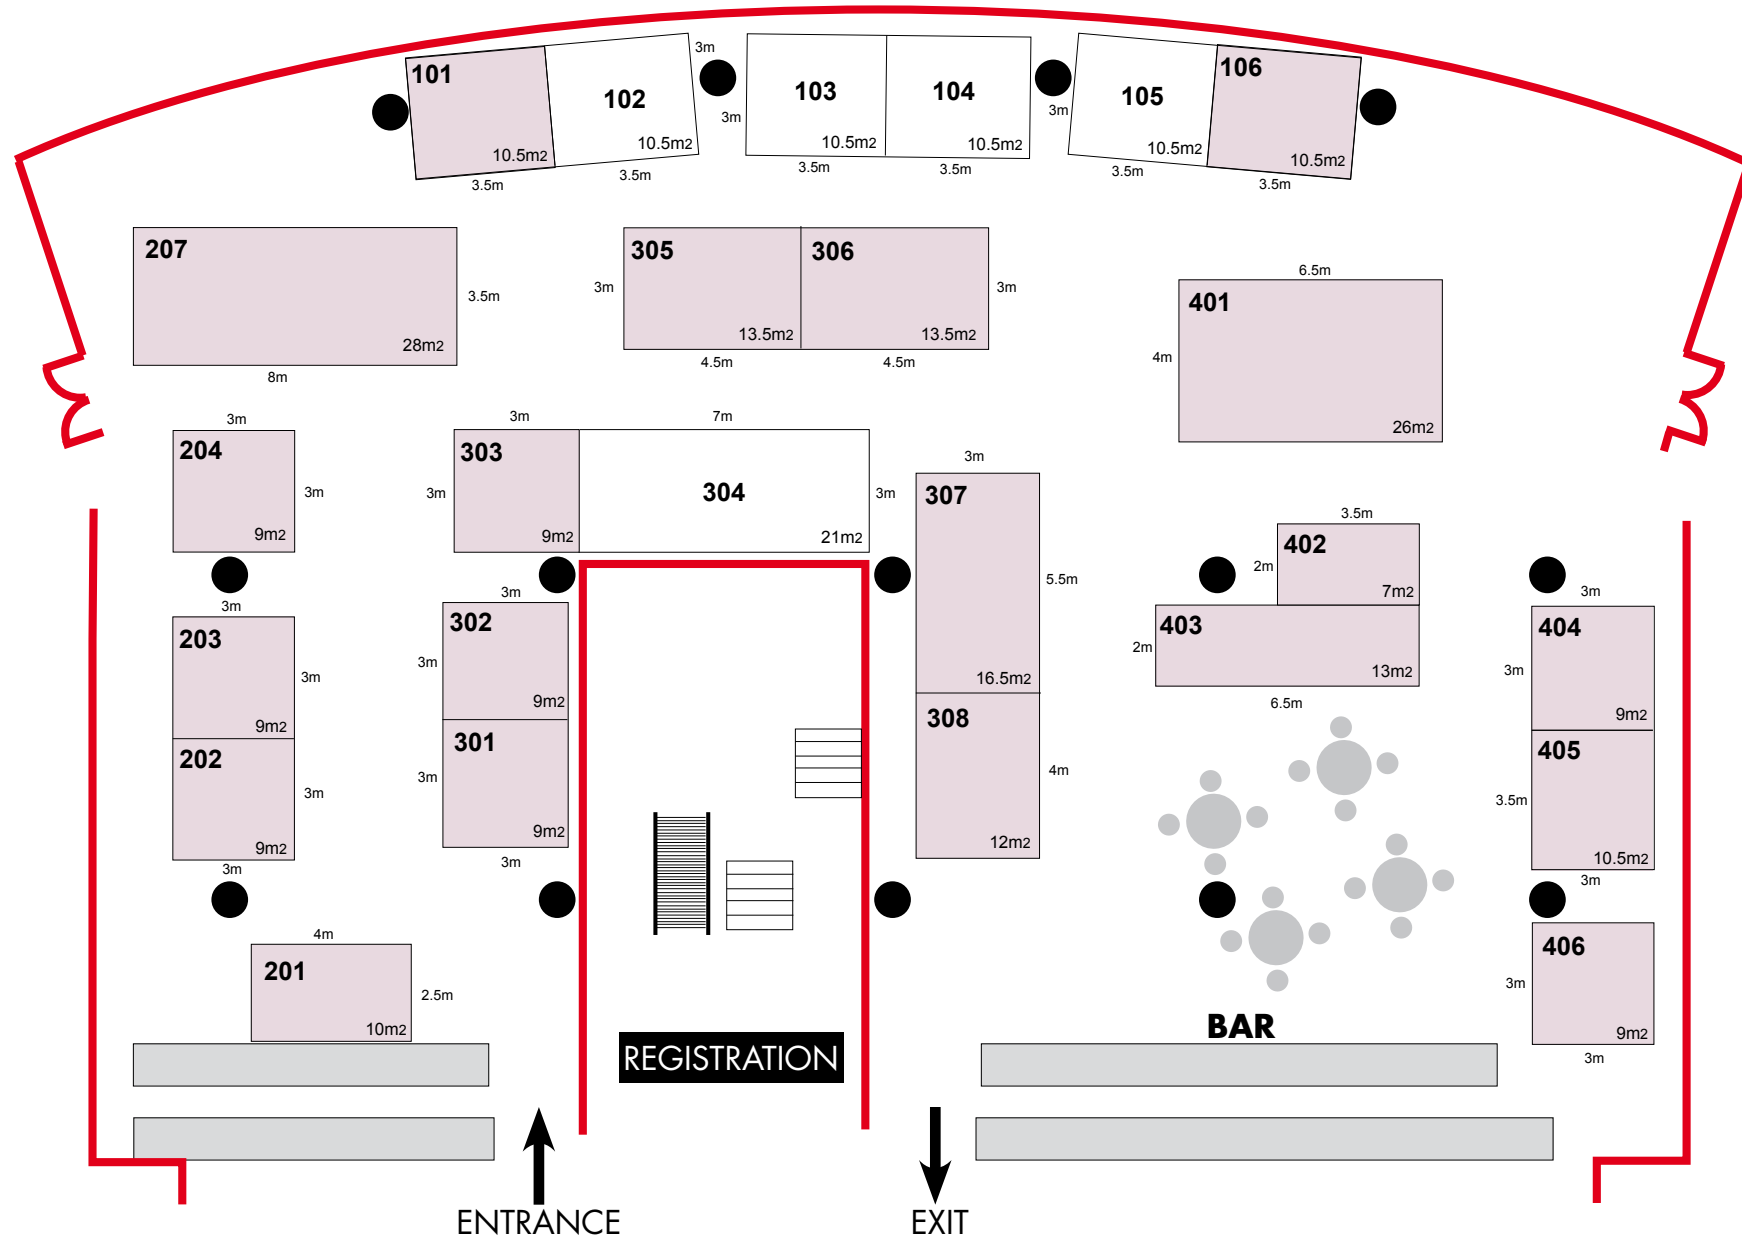 101
102
103
104
105
106
3m
3m
3m
10.5m2
10.5m2
10.5m2
10.5m2
10.5m2
10.5m2
3.5m
3.5m
3.5m
3.5m
3.5m
3.5m
207
3.5m
28m2
8m
305
306
3m
3m
13.5m2
13.5m2
4.5m
4.5m
6.5m
401
4m
26m2
3m
204
3m
9m2
3m
7m
303
304
3m
3m
9m2
21m2
3m
307
5.5m
16.5m2
308
4m
12m2
3.5m
402
2m
7m2
403
2m
13m2
6.5m
3m
203
3m
9m2
202
3m
9m2
3m
3m
302
3m
9m2
301
3m
9m2
3m
3m
404
3m
9m2
405
3.5m
10.5m2
3m
406
3m
9m2
3m
4m
201
2.5m
10m2
BAR
REGISTRATION
ENTRANCE
EXIT